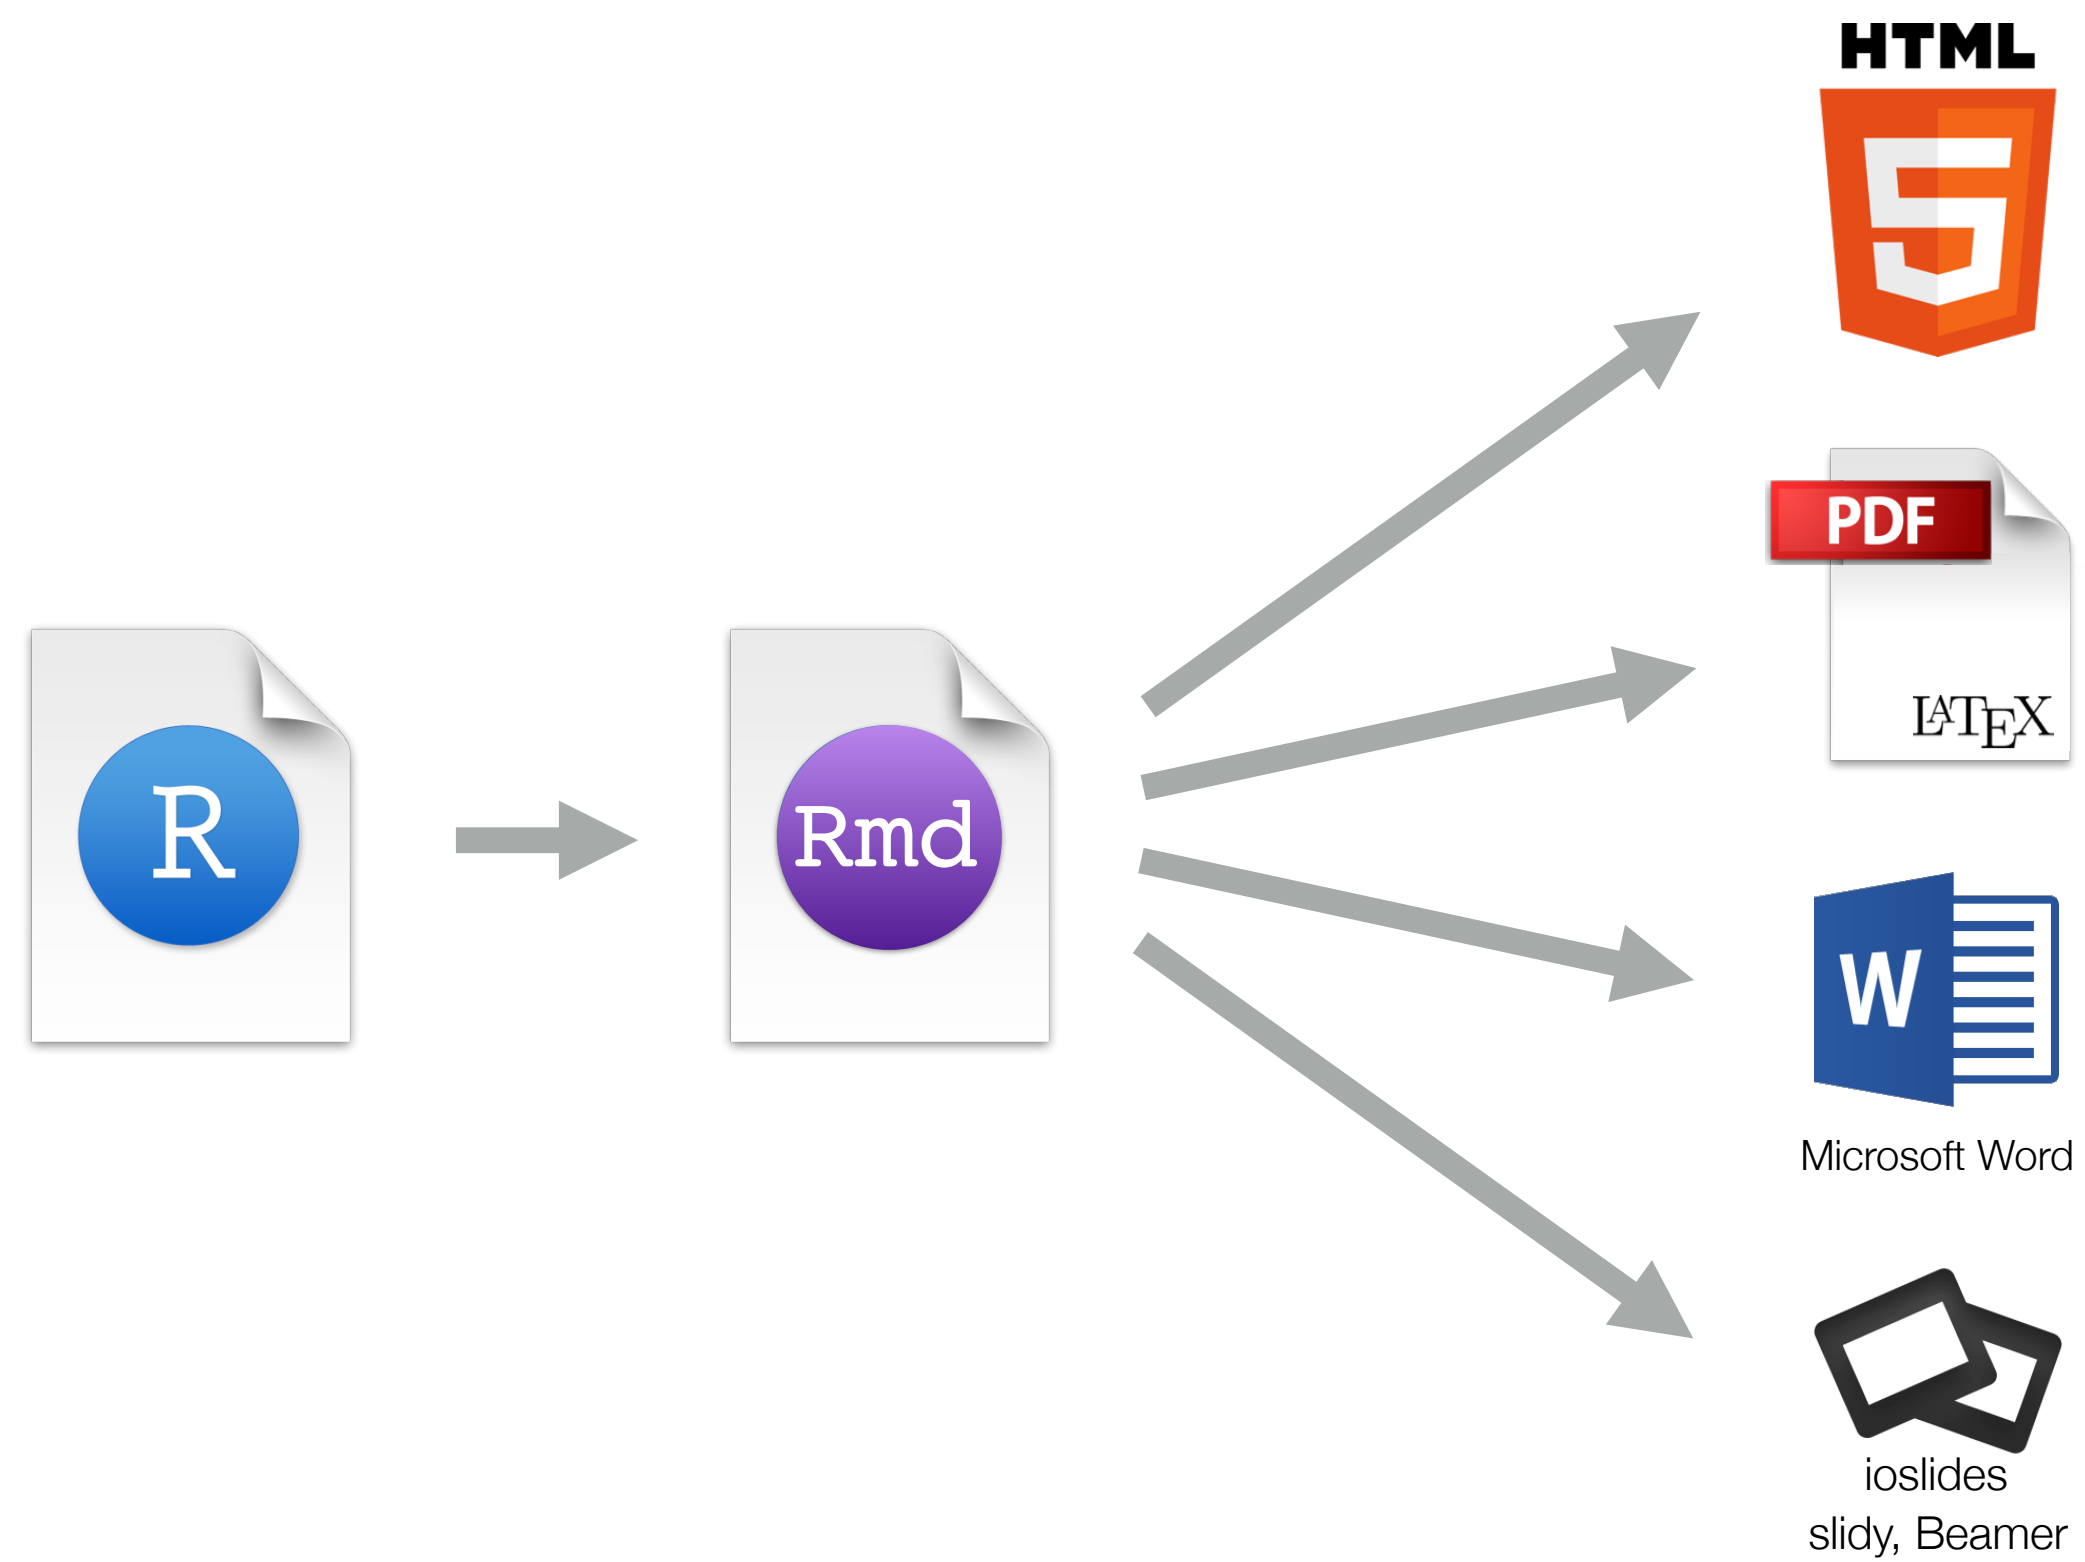 HTML
5
PDF
LATEX
R
Rmd
W
Microsoft Word
ioslides
slidy, Beamer